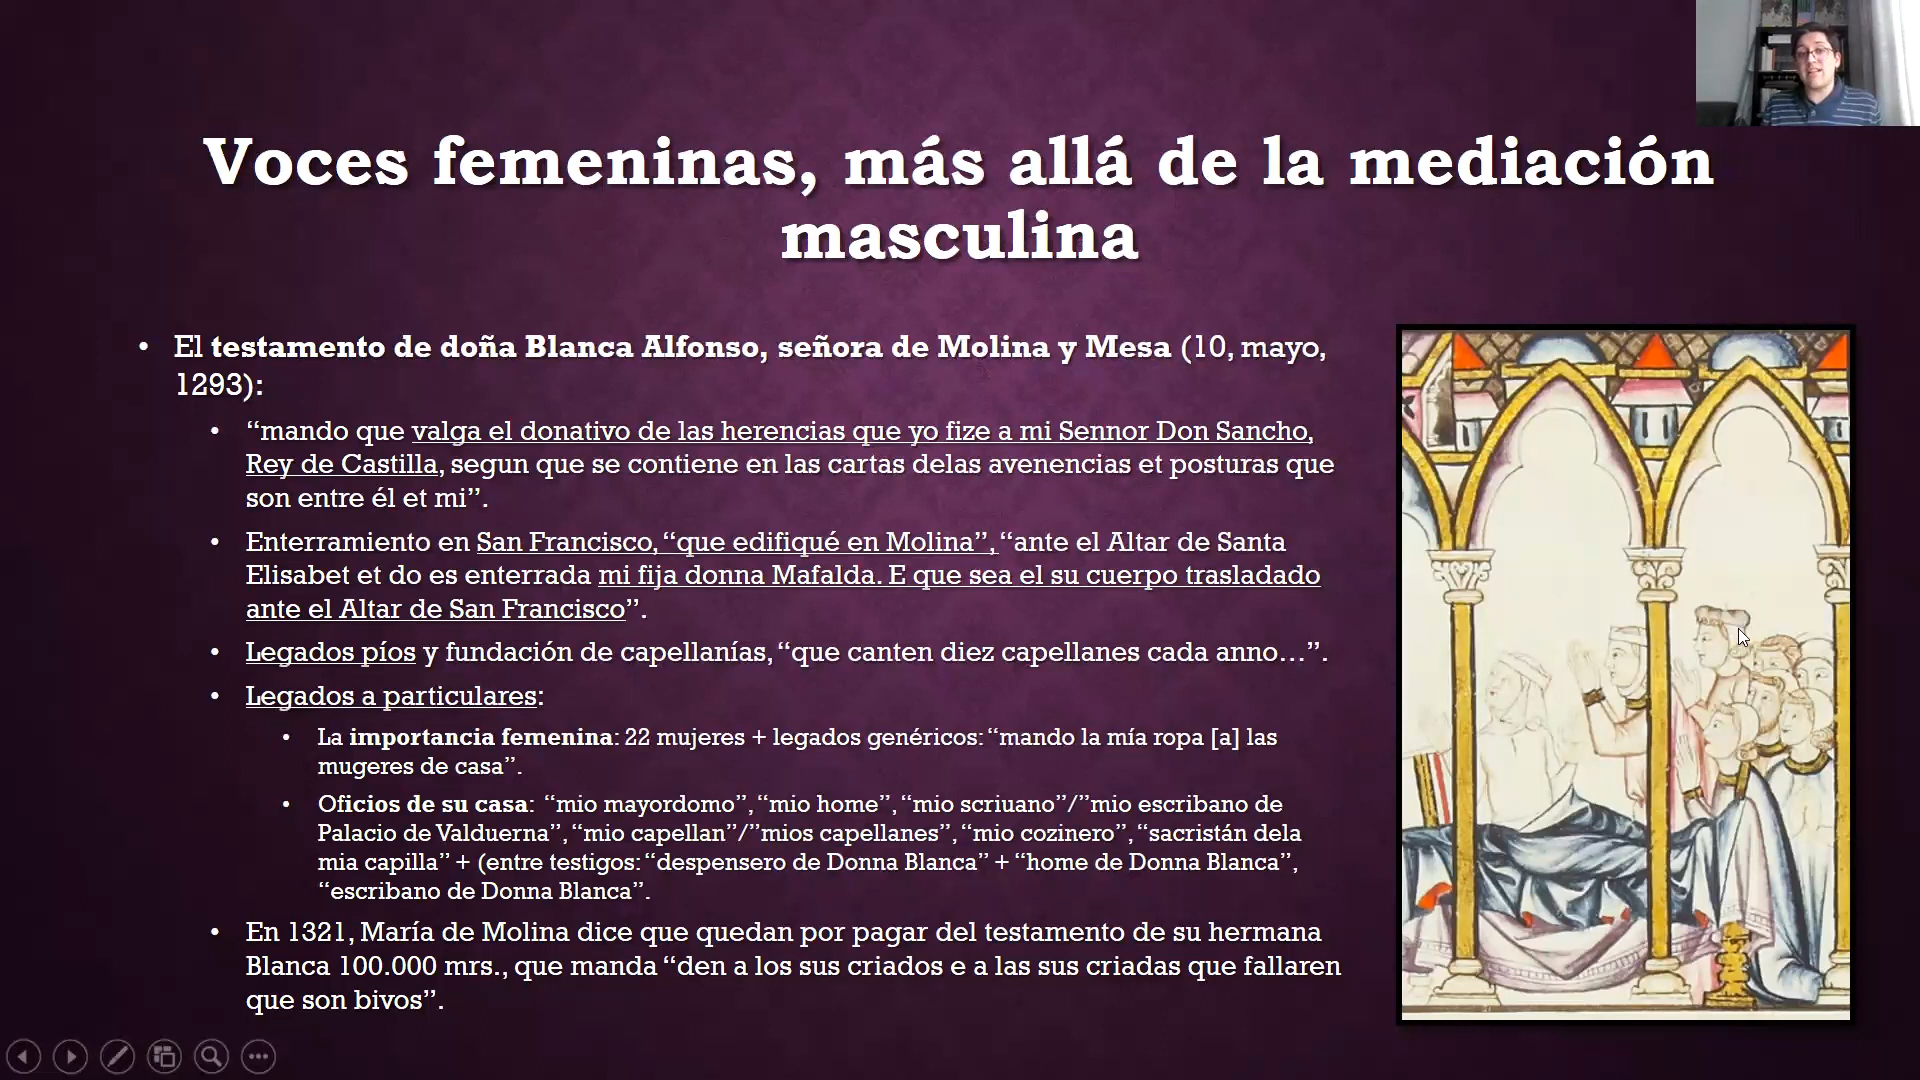 Voces femeninas, más allá de la mediación
masculina
• El testamento de doña Blanca Alfonso, señora de Molina y Mesa (10, mayo,
1293):
• “mando que valga el donativo de las herencias que yo fize a mi Sennor Don Sancho,
Rey de Castilla, segun que se contiene en las cartas delas avenencias et posturas que
son entre él et mi”.
• Enterramiento en San Francisco, “que edifiqué en Molina”, “ante el Altar de Santa
Elisabet et do es enterrada mi fija donna Mafalda. E que sea el su cuerpo trasladado
ante el Altar de San Francisco”.
• Legados píos y fundación de capellanías, “que canten diez capellanes cada anno…”.
• Legados a particulares:
• La importancia femenina: 22 mujeres + legados genéricos: “mando la mía ropa [a] las
mugeres de casa”.
• Oficios de su casa: “mio mayordomo”, “mio home”, “mio scriuano”/”mio escribano de
Palacio de Valduerna”, “mio capellan”/”mios capellanes”, “mio cozinero”, “sacristán dela
mia capilla” + (entre testigos: “despensero de Donna Blanca” + “home de Donna Blanca”,
“escribano de Donna Blanca”.
• En 1321, María de Molina dice que quedan por pagar del testamento de su hermana
Blanca 100.000 mrs., que manda “den a los sus criados e a las sus criadas que fallaren
que son bivos”.